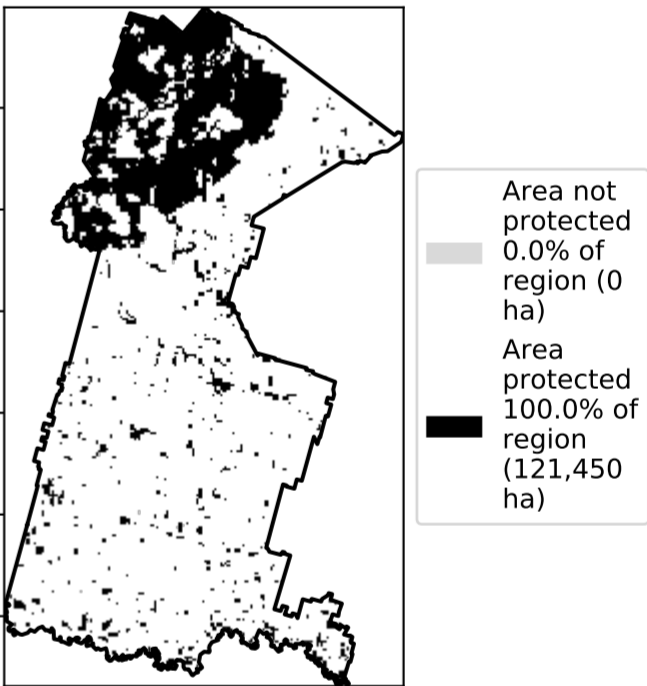 Area not
protected
0.0% of
region (0
ha)
Area
protected
100.0% of
region
(121,450
ha)